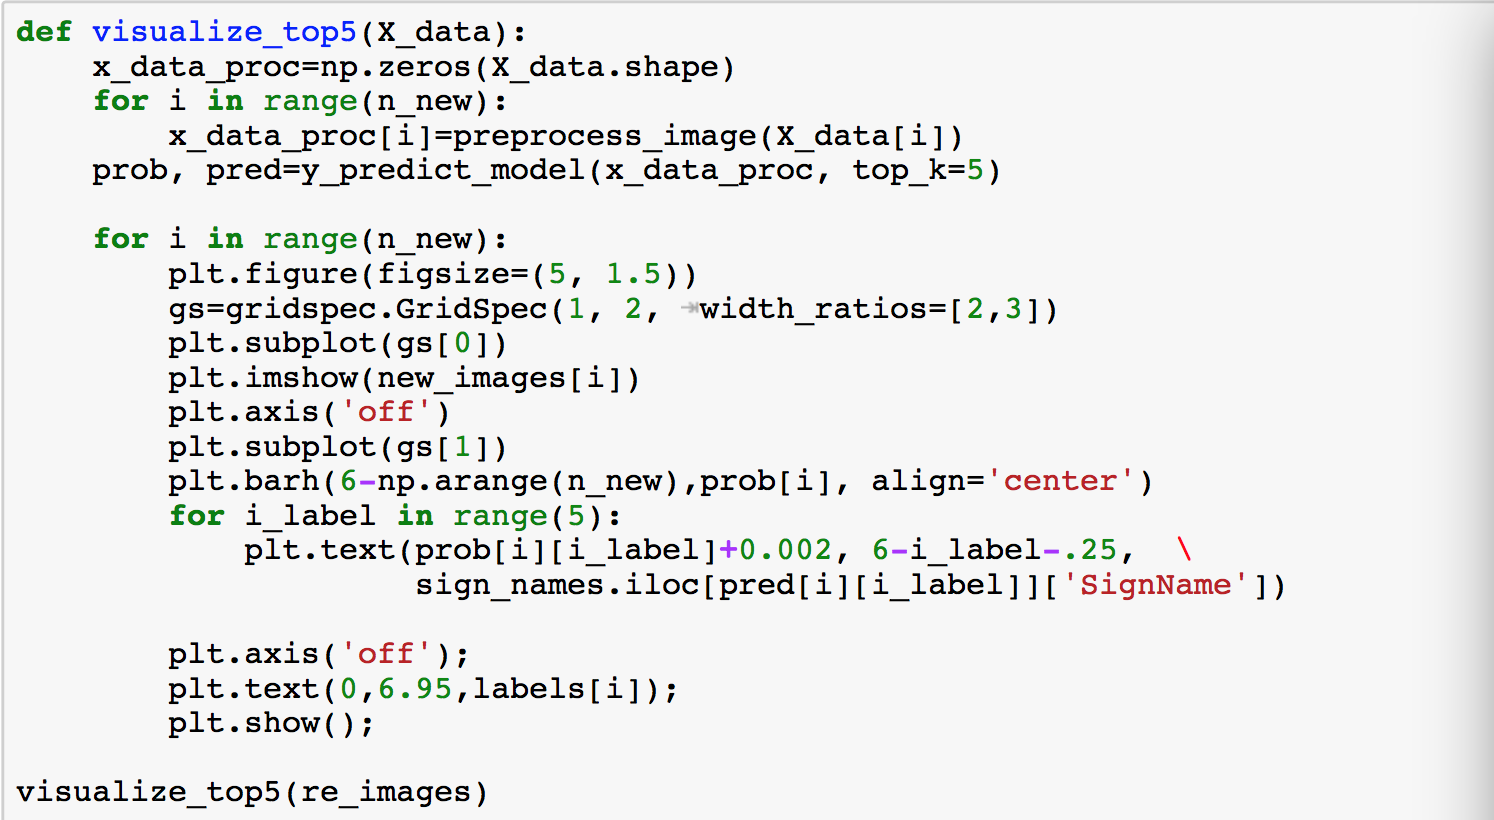 def visualize_top5(X_data):
    x_data_proc=np.zeros(X_data.shape)
    for i in range(n_new):
        x_data_proc[i]=preprocess_image(X_data[i])
    prob, pred=y_predict_model(x_data_proc, top_k=5)

    for i in range(n_new):
        plt.figure(figsize=(5, 1.5))
        gs=gridspec.GridSpec(1, 2, ⇥width_ratios=[2,3])
        plt.subplot(gs[0])
        plt.imshow(new_images[i])
        plt.axis('off')
        plt.subplot(gs[1])
        plt.barh(6-np.arange(n_new),prob[i], align='center')
        for i_label in range(5):
            plt.text(prob[i][i_label]+0.002, 6-i_label-.25,  \
                     sign_names.iloc[pred[i][i_label]]['SignName'])

        plt.axis('off');
        plt.text(0,6.95,labels[i]);
        plt.show();

visualize_top5(re_images)